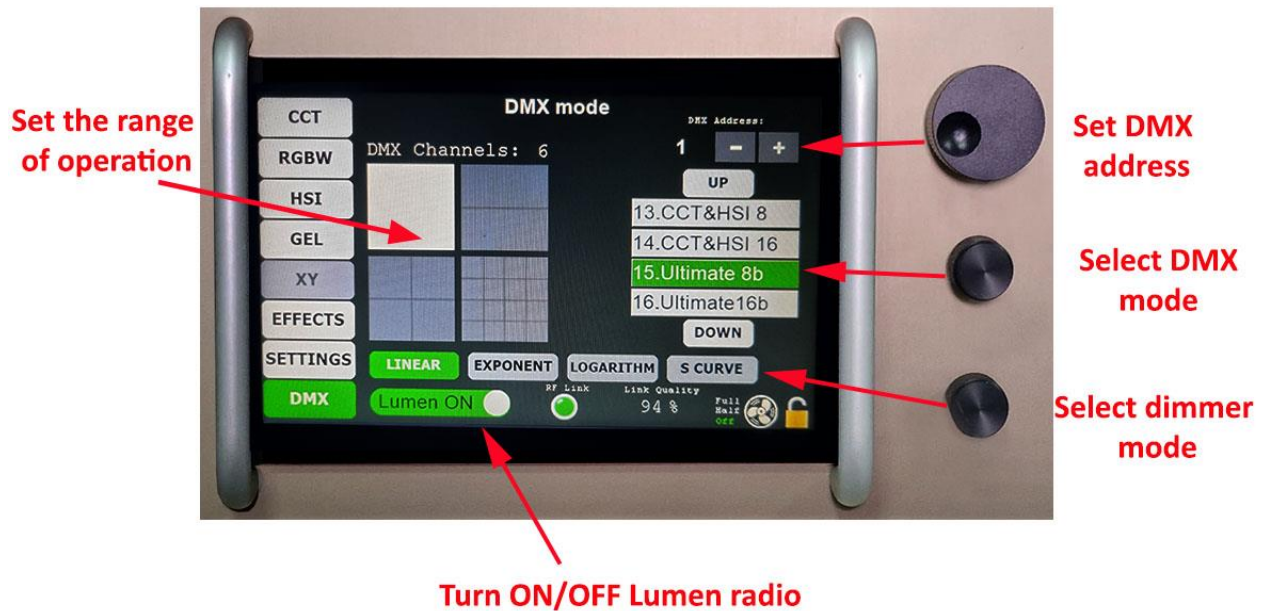 Set the range
of operation
CCT
RGBW
HSI
GEL
XY
EFFECTS
SETTINGS
DMX
DMX mode
DMX Address:
1 - +
DMX Channels: 6
UP
13.CCT&HSI 8
14.CCT&HSI 16
15.Ultimate 8b
16.Ultimate16b
DOWN
LINEAR EXPONENT LOGARITHM S CURVE
Lumen ON
RF Link
Link Quality
94 %
Full
Half
Off
Set DMX
address
Select DMX
mode
Select dimmer
mode
Turn ON/OFF Lumen radio